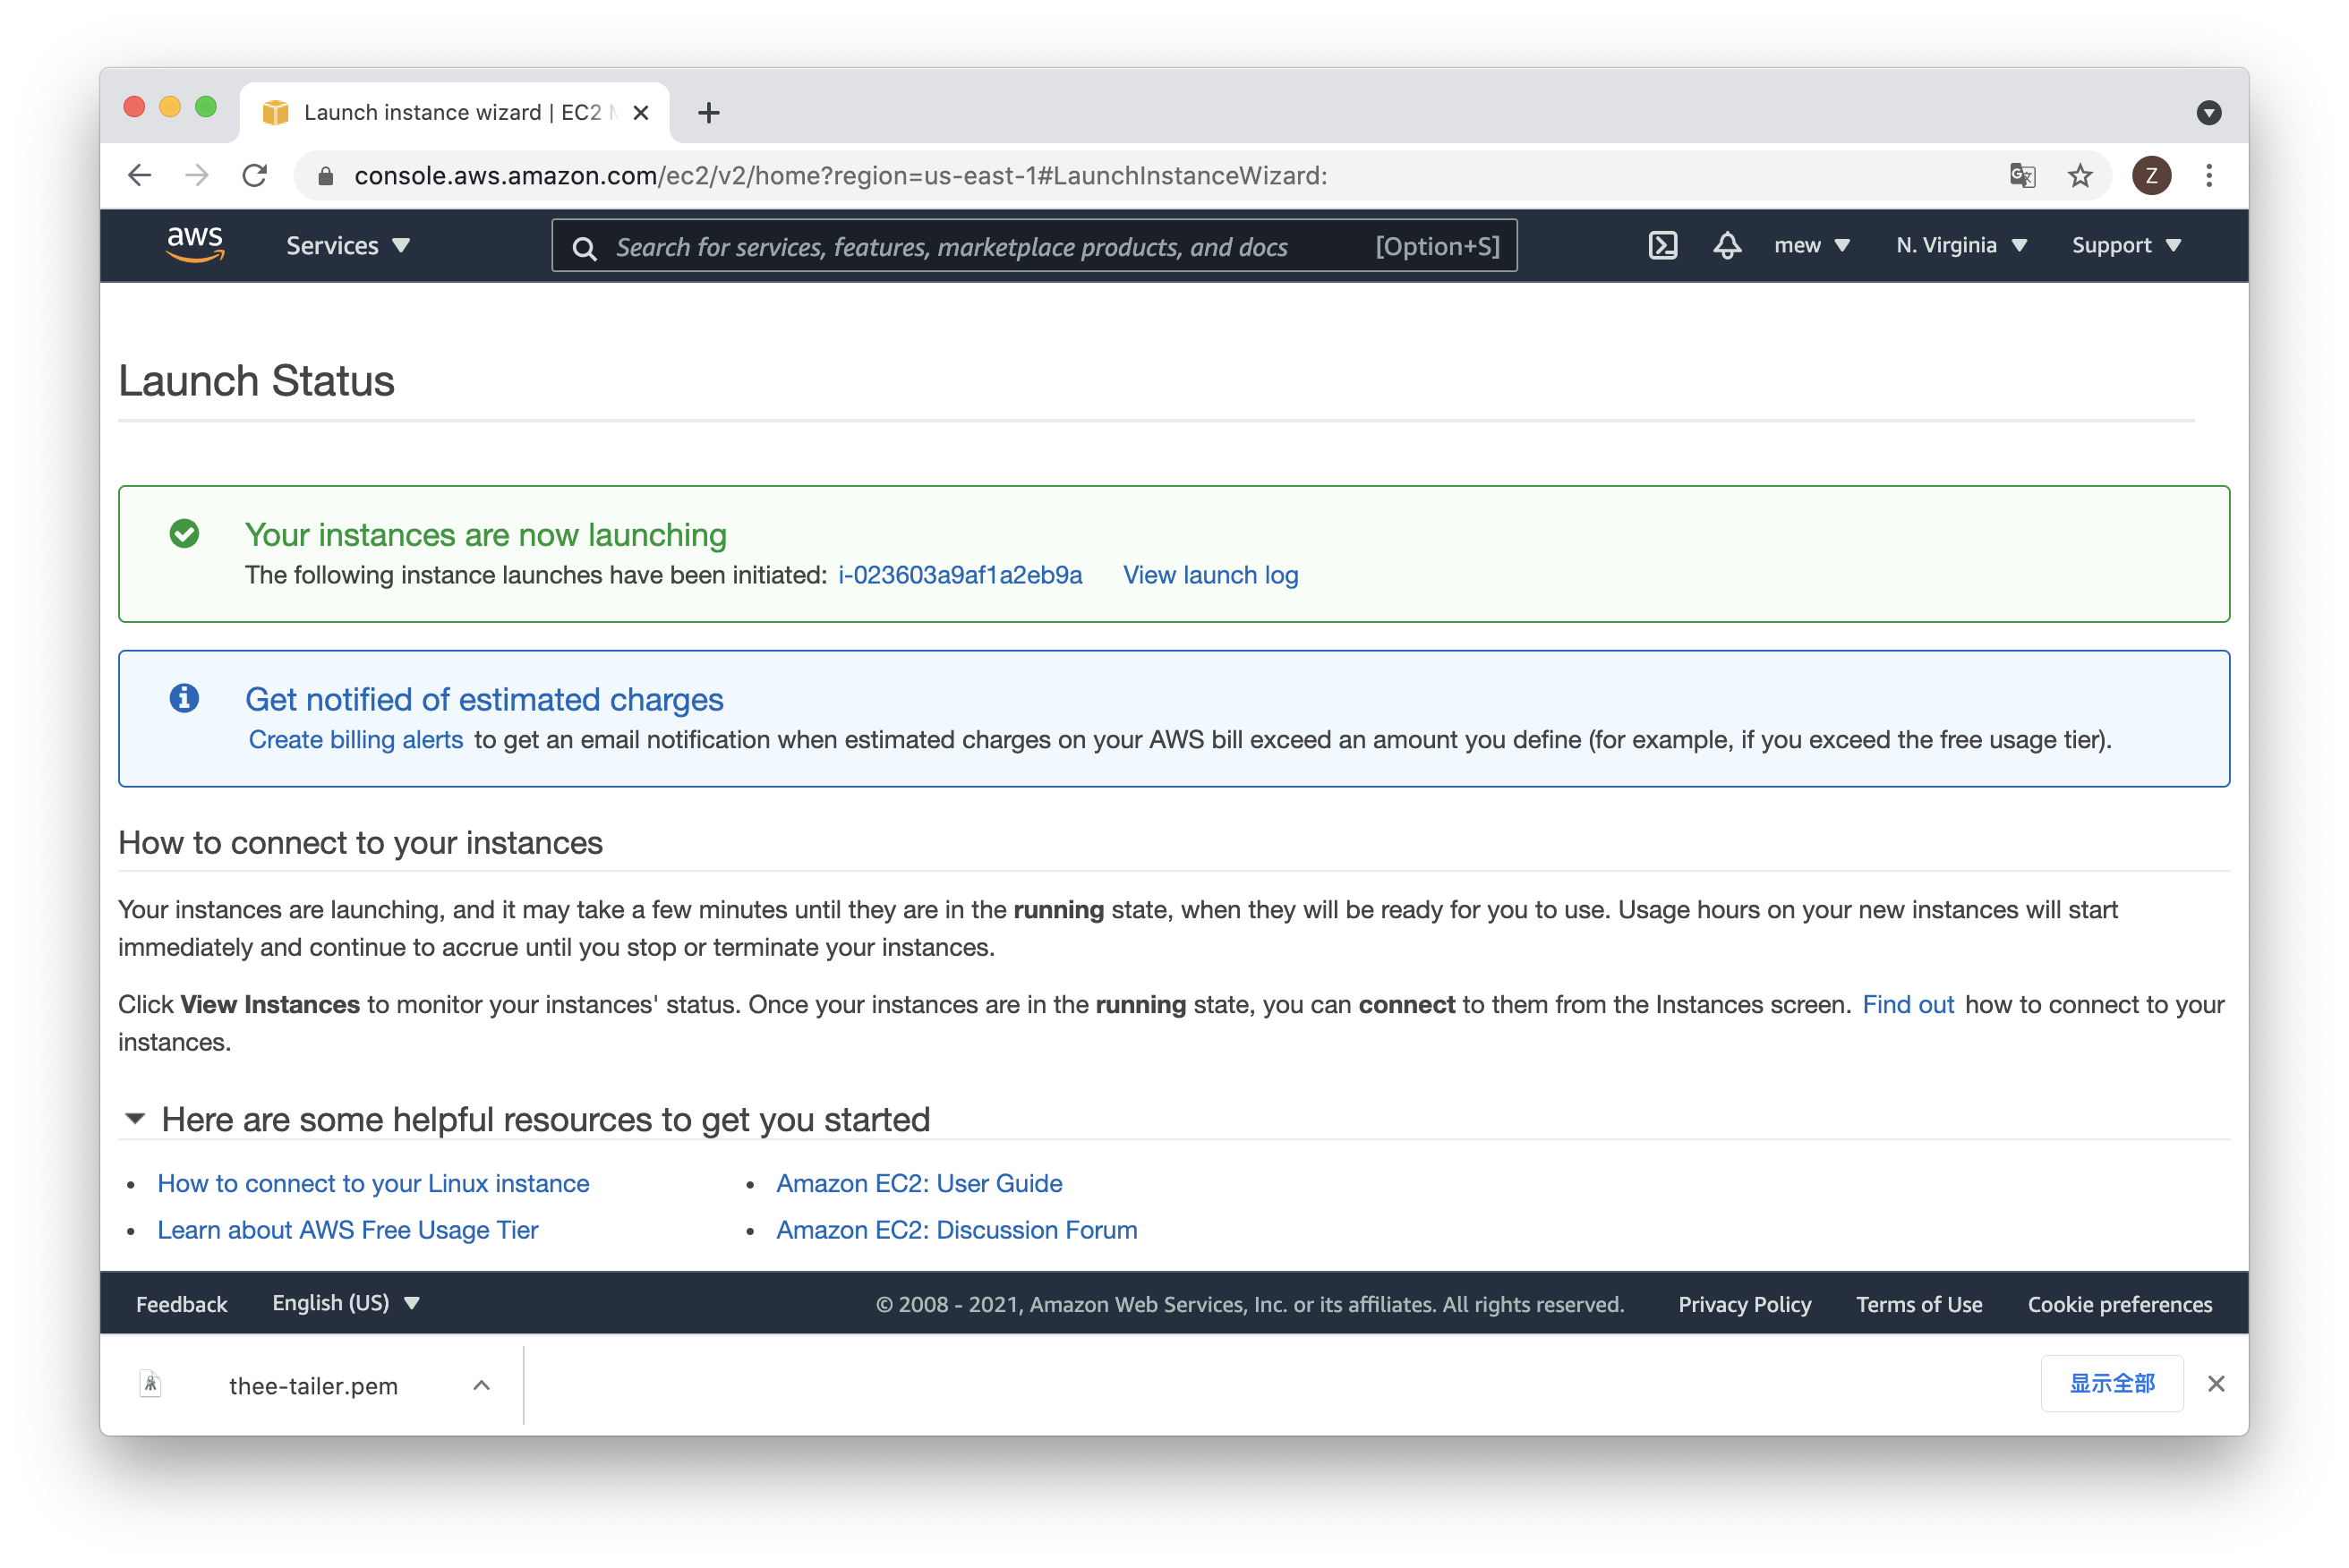 Launch instance wizard | EC2 M
console.aws.amazon.com/ec2/v2/home?region=us-east-1#LaunchInstanceWizard:
Z
aws
Services
Search for services, features, marketplace products, and docs
[Option+S]
mew
N. Virginia
Support
Launch Status
Your instances are now launching
The following instance launches have been initiated: i-023603a9af1a2eb9a View launch log
Get notified of estimated charges
Create billing alerts to get an email notification when estimated charges on your AWS bill exceed an amount you define (for example, if you exceed the free usage tier).
How to connect to your instances
Your instances are launching, and it may take a few minutes until they are in the running state, when they will be ready for you to use. Usage hours on your new instances will start
immediately and continue to accrue until you stop or terminate your instances.
Click View Instances to monitor your instances' status. Once your instances are in the running state, you can connect to them from the Instances screen. Find out how to connect to your
instances.
Here are some helpful resources to get you started
• How to connect to your Linux instance
• Amazon EC2: User Guide
• Learn about AWS Free Usage Tier
• Amazon EC2: Discussion Forum
Feedback
English (US)
© 2008 - 2021, Amazon Web Services, Inc. or its affiliates. All rights reserved.
Privacy Policy
Terms of Use
Cookie preferences
thee-tailer.pem
显示全部